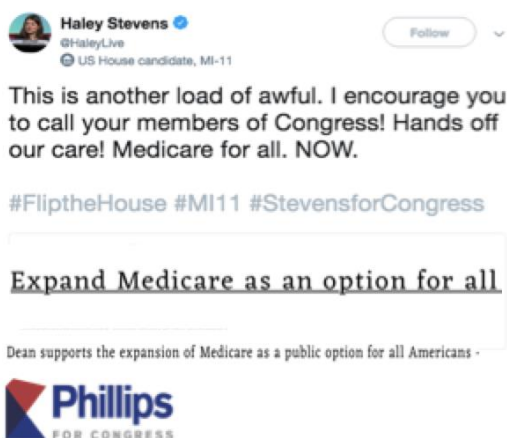 Haley Stevens
@HaleyLive
US House candidate, MI-11
Follow
This is another load of awful. I encourage you
to call your members of Congress! Hands off
our care! Medicare for all. NOW.
#FliptheHouse #MI11 #StevensforCongress
Expand Medicare as an option for all
Dean supports the expansion of Medicare as a public option for all Americans -
Phillips
FOR CONGRESS